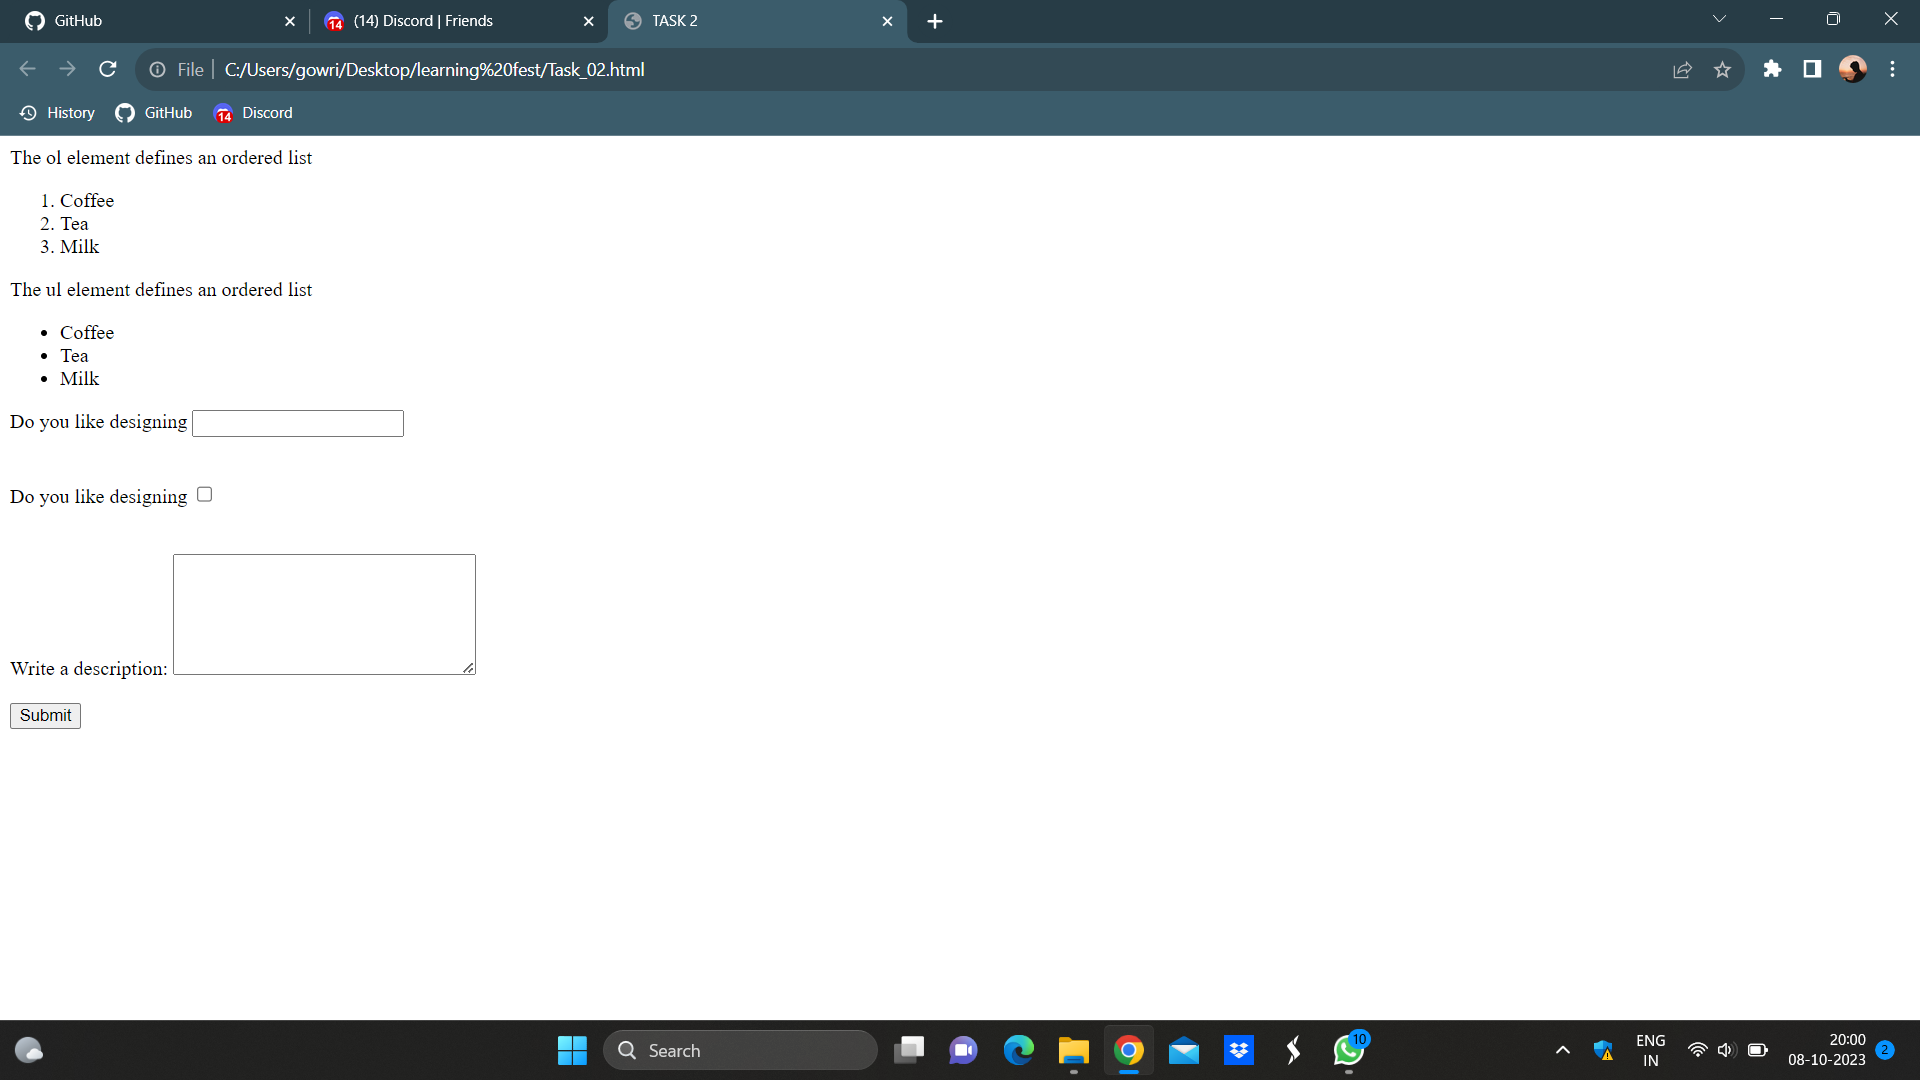 GitHub
(14) Discord | Friends
TASK 2
File
C:/Users/gowri/Desktop/learning%20fest/Task_02.html
History
GitHub
14
Discord
The ol element defines an ordered list
1. Coffee
2. Tea
3. Milk
The ul element defines an ordered list
• Coffee
• Tea
• Milk
Do you like designing
Do you like designing
Write a description:
Submit
Search
10
ENG
IN
20:00
08-10-2023
2